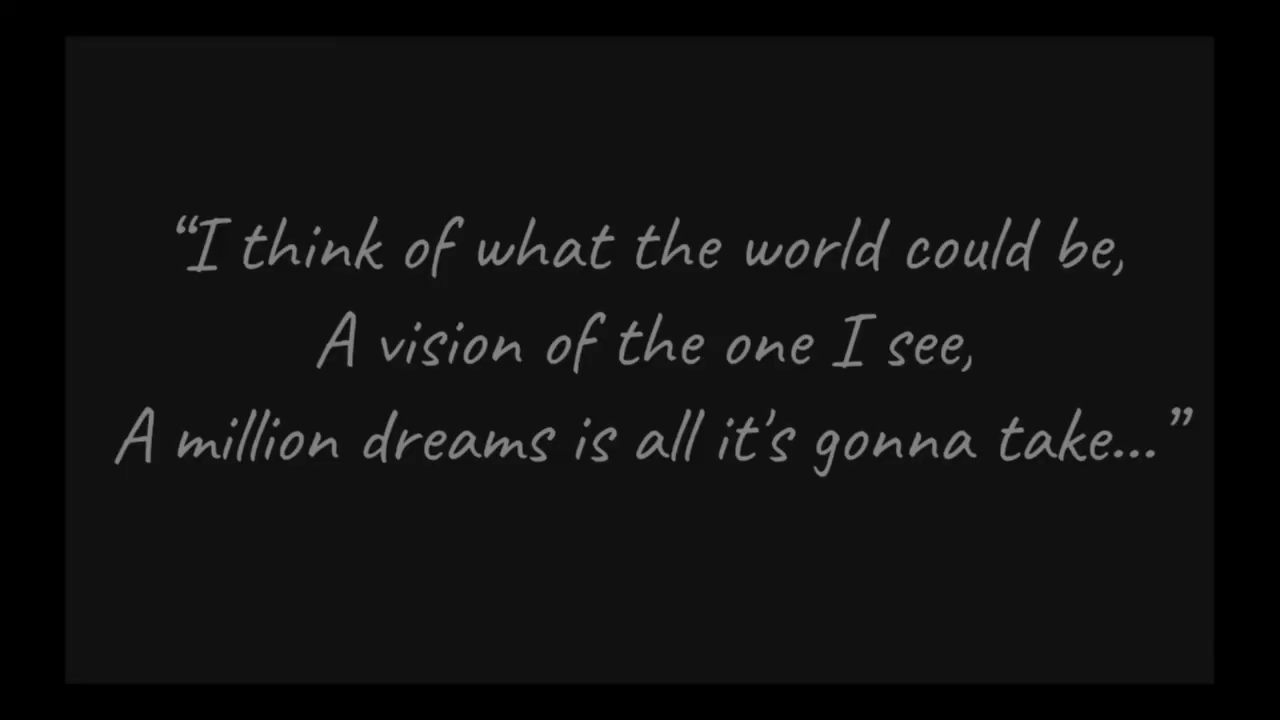 “I think of what the world could be,
A vision of the one I see,
A million dreams is all it's gonna take...”